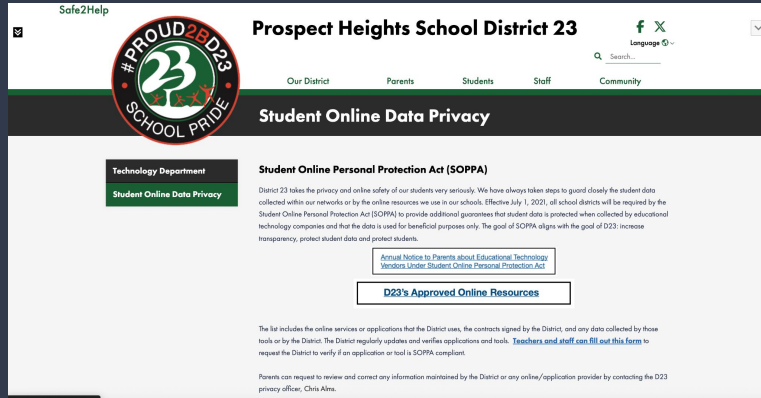 Safe2Help
#PROUD2BD23
23
SCHOOL PRIDE
Prospect Heights School District 23
Language
Search...
Our District
Parents
Students
Staff
Community
Student Online Data Privacy
Technology Department
Student Online Data Privacy
Student Online Personal Protection Act (SOPPA)
District 23 takes the privacy and online safety of our students very seriously. We have always taken steps to guard closely the student data
collected within our networks or by the online resources we use in our schools. Effective July 1, 2021, all school districts will be required by the
Student Online Personal Protection Act (SOPPA) to provide additional guarantees that student data is protected when collected by educational
technology companies and that the data is used for beneficial purposes only. The goal of SOPPA aligns with the goal of D23: increase
transparency, protect student data and protect students.
Annual Notice to Parents about Educational Technology
Vendors Under Student Online Personal Protection Act
D23's Approved Online Resources
The list includes the online services or applications that the District uses, the contracts signed by the District, and any data collected by those
tools or by the District. The District regularly updates and verifies applications and tools. Teachers and staff can fill out this form to
request the District to verify if an application or tool is SOPPA compliant.
Parents can request to review and correct any information maintained by the District or any online/application provider by contacting the D23
privacy officer, Chris Alms.